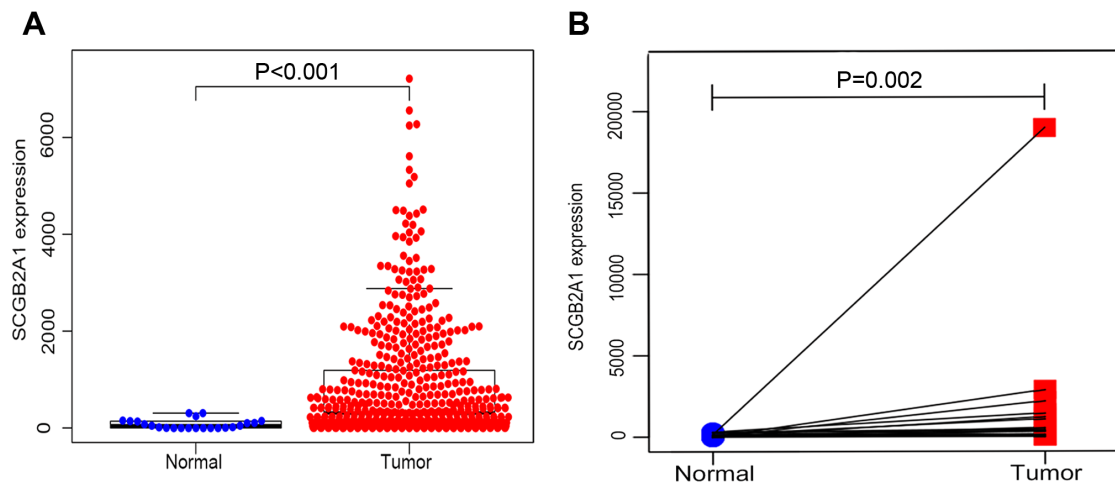 A
P<0.001
SCGB2A1 expression
6000
4000
2000
0
Normal
Tumor
B
P=0.002
SCGB2A1 expression
20000
15000
10000
5000
0
Normal
Tumor